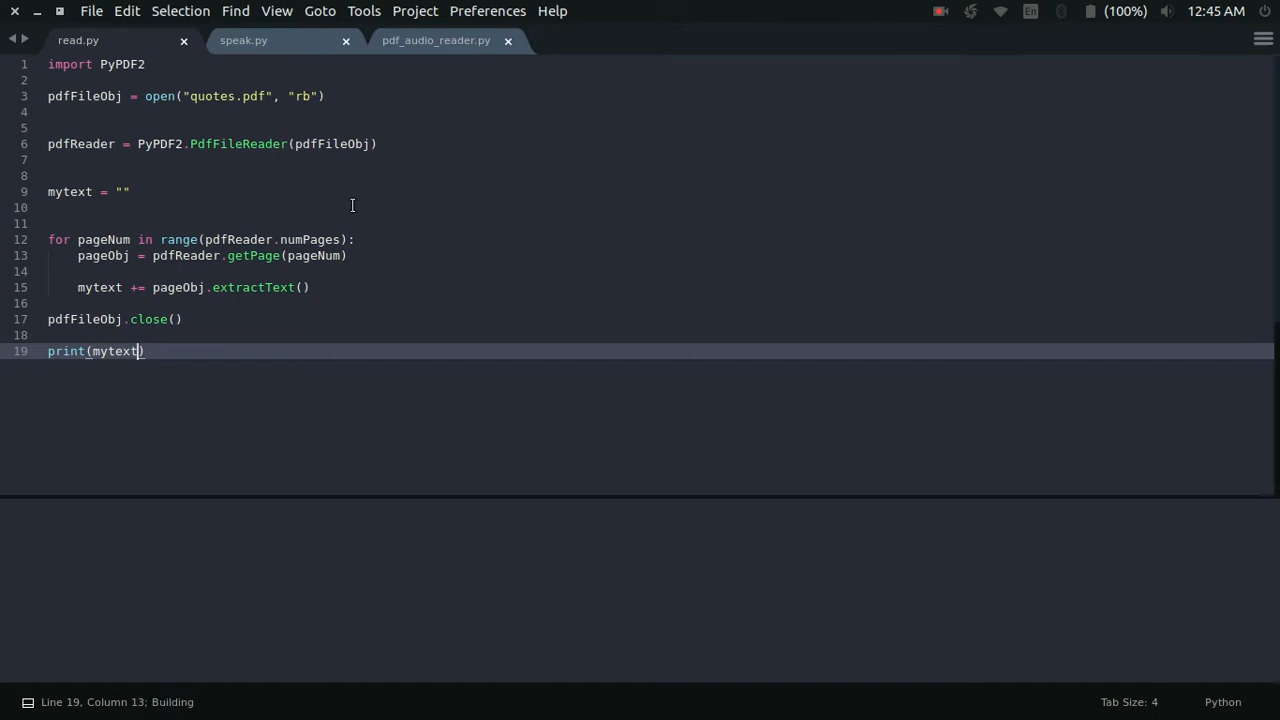 File Edit Selection Find View Goto Tools Project Preferences Help En (100%) 12:45 AM
read.py speak.py pdf_audio_reader.py
1 import PyPDF2
2
3 pdfFileObj = open("quotes.pdf", "rb")
4
5
6 pdfReader = PyPDF2.PdfFileReader(pdfFileObj)
7
8
9 mytext = ""
10
11
12 for pageNum in range(pdfReader.numPages):
13     pageObj = pdfReader.getPage(pageNum)
14
15     mytext += pageObj.extractText()
16
17 pdfFileObj.close()
18
19 print(mytext)
Line 19, Column 13; Building Tab Size: 4 Python